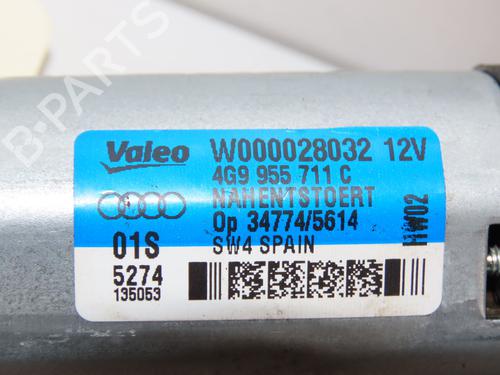 B-PARTS
Valeo W000028032 12V
4G9 955 711 C
NAHENTSTOERT
Op 34774/5614
01S SW4 SPAIN
5274
135053
HW02